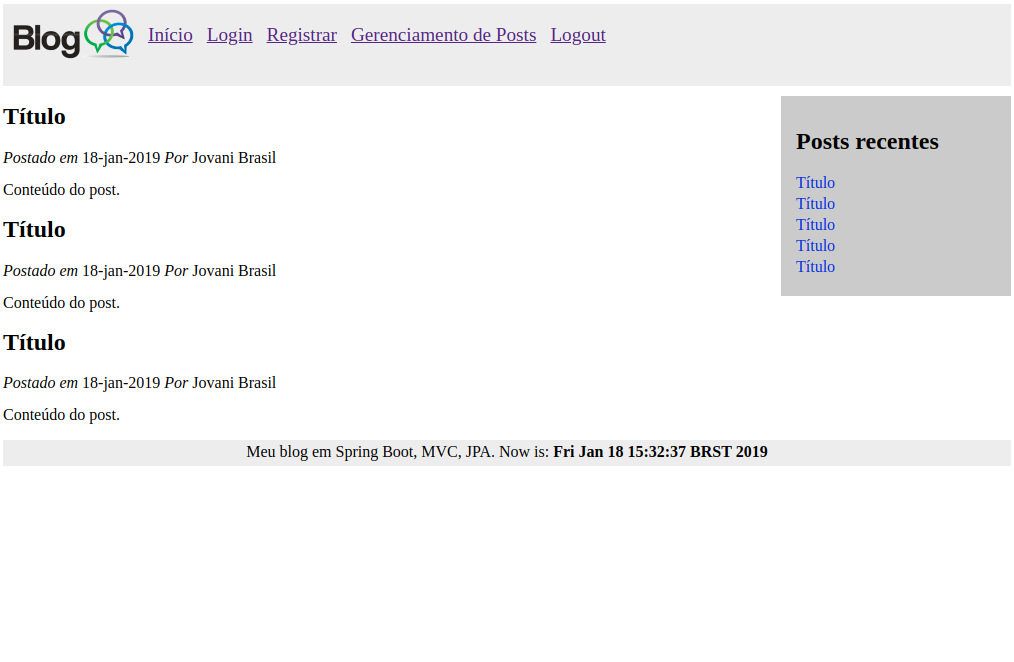 Blog Início Login Registrar Gerenciamento de Posts Logout
Título
Postado em 18-jan-2019 Por Jovani Brasil
Conteúdo do post.
Título
Postado em 18-jan-2019 Por Jovani Brasil
Conteúdo do post.
Título
Postado em 18-jan-2019 Por Jovani Brasil
Conteúdo do post.
Posts recentes
Título
Título
Título
Título
Título
Meu blog em Spring Boot, MVC, JPA. Now is: Fri Jan 18 15:32:37 BRST 2019